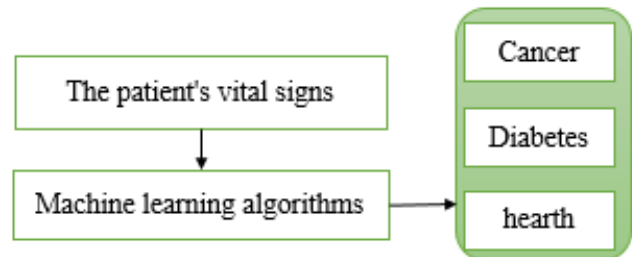 The patient's vital signs
Machine learning algorithms
Cancer
Diabetes
hearth